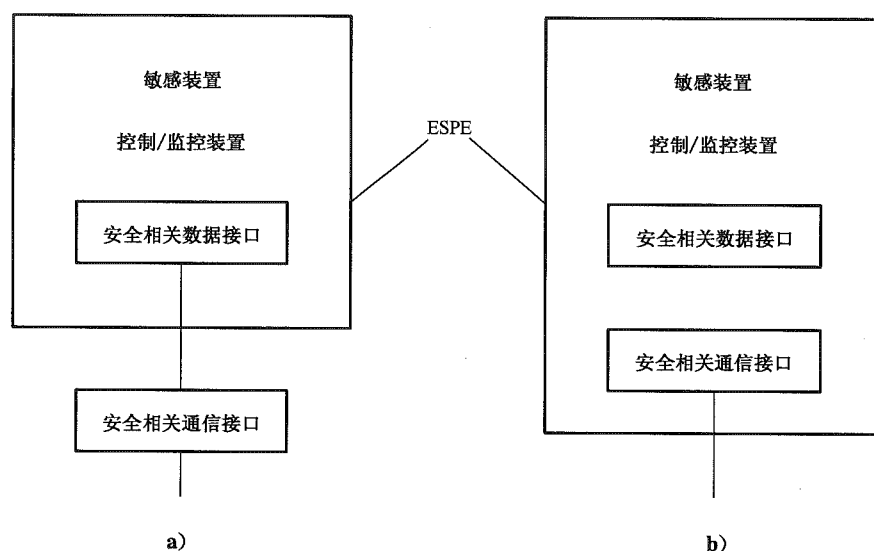 敏感装置
控制/监控装置
安全相关数据接口
安全相关通信接口
a）
ESPE
敏感装置
控制/监控装置
安全相关数据接口
安全相关通信接口
b）